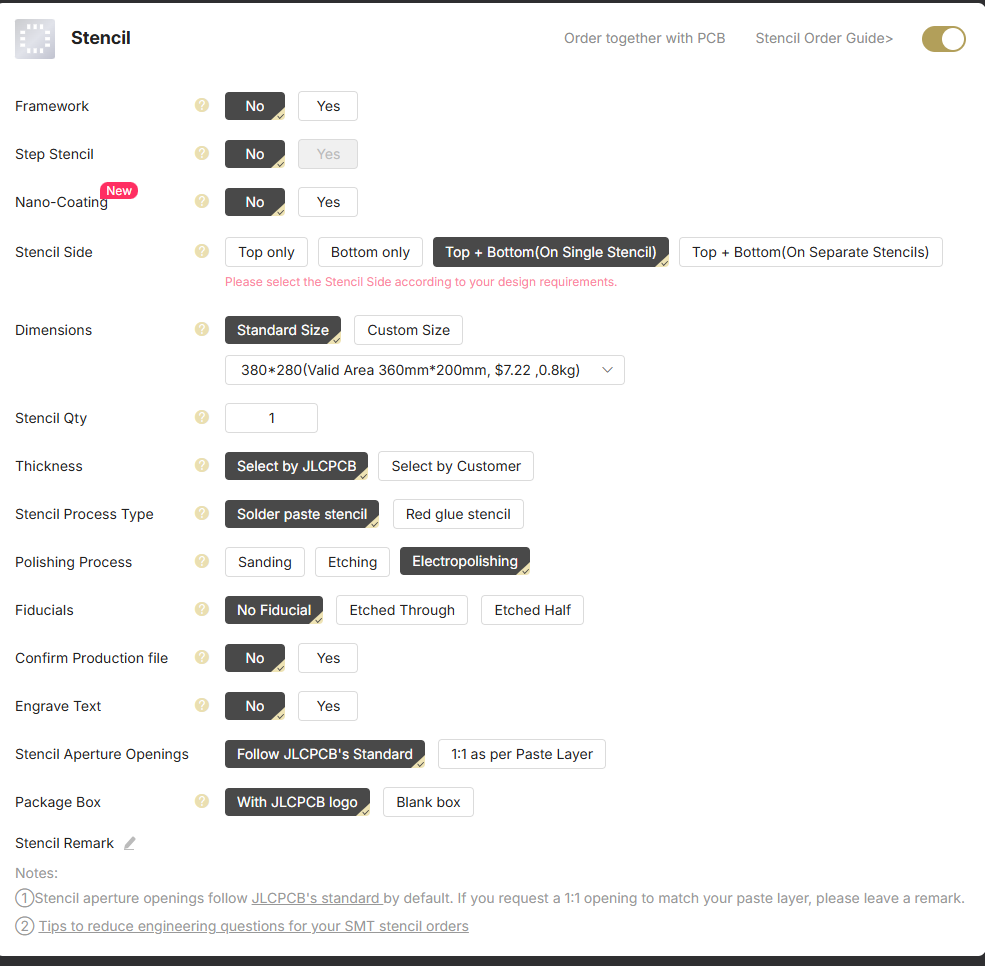 Stencil Order together with PCB Stencil Order Guide>
Framework ? No Yes
Step Stencil ? No Yes
New
Nano-Coating ? No Yes
Stencil Side ? Top only Bottom only Top + Bottom(On Single Stencil) Top + Bottom(On Separate Stencils)
Please select the Stencil Side according to your design requirements.
Dimensions ? Standard Size Custom Size
380*280(Valid Area 360mm*200mm, $7.22 ,0.8kg)
Stencil Qty ? 1
Thickness ? Select by JLCPCB Select by Customer
Stencil Process Type ? Solder paste stencil Red glue stencil
Polishing Process ? Sanding Etching Electropolishing
Fiducials ? No Fiducial Etched Through Etched Half
Confirm Production file ? No Yes
Engrave Text ? No Yes
Stencil Aperture Openings Follow JLCPCB's Standard 1:1 as per Paste Layer
Package Box ? With JLCPCB logo Blank box
Stencil Remark
Notes:
①Stencil aperture openings follow JLCPCB's standard by default. If you request a 1:1 opening to match your paste layer, please leave a remark.
② Tips to reduce engineering questions for your SMT stencil orders